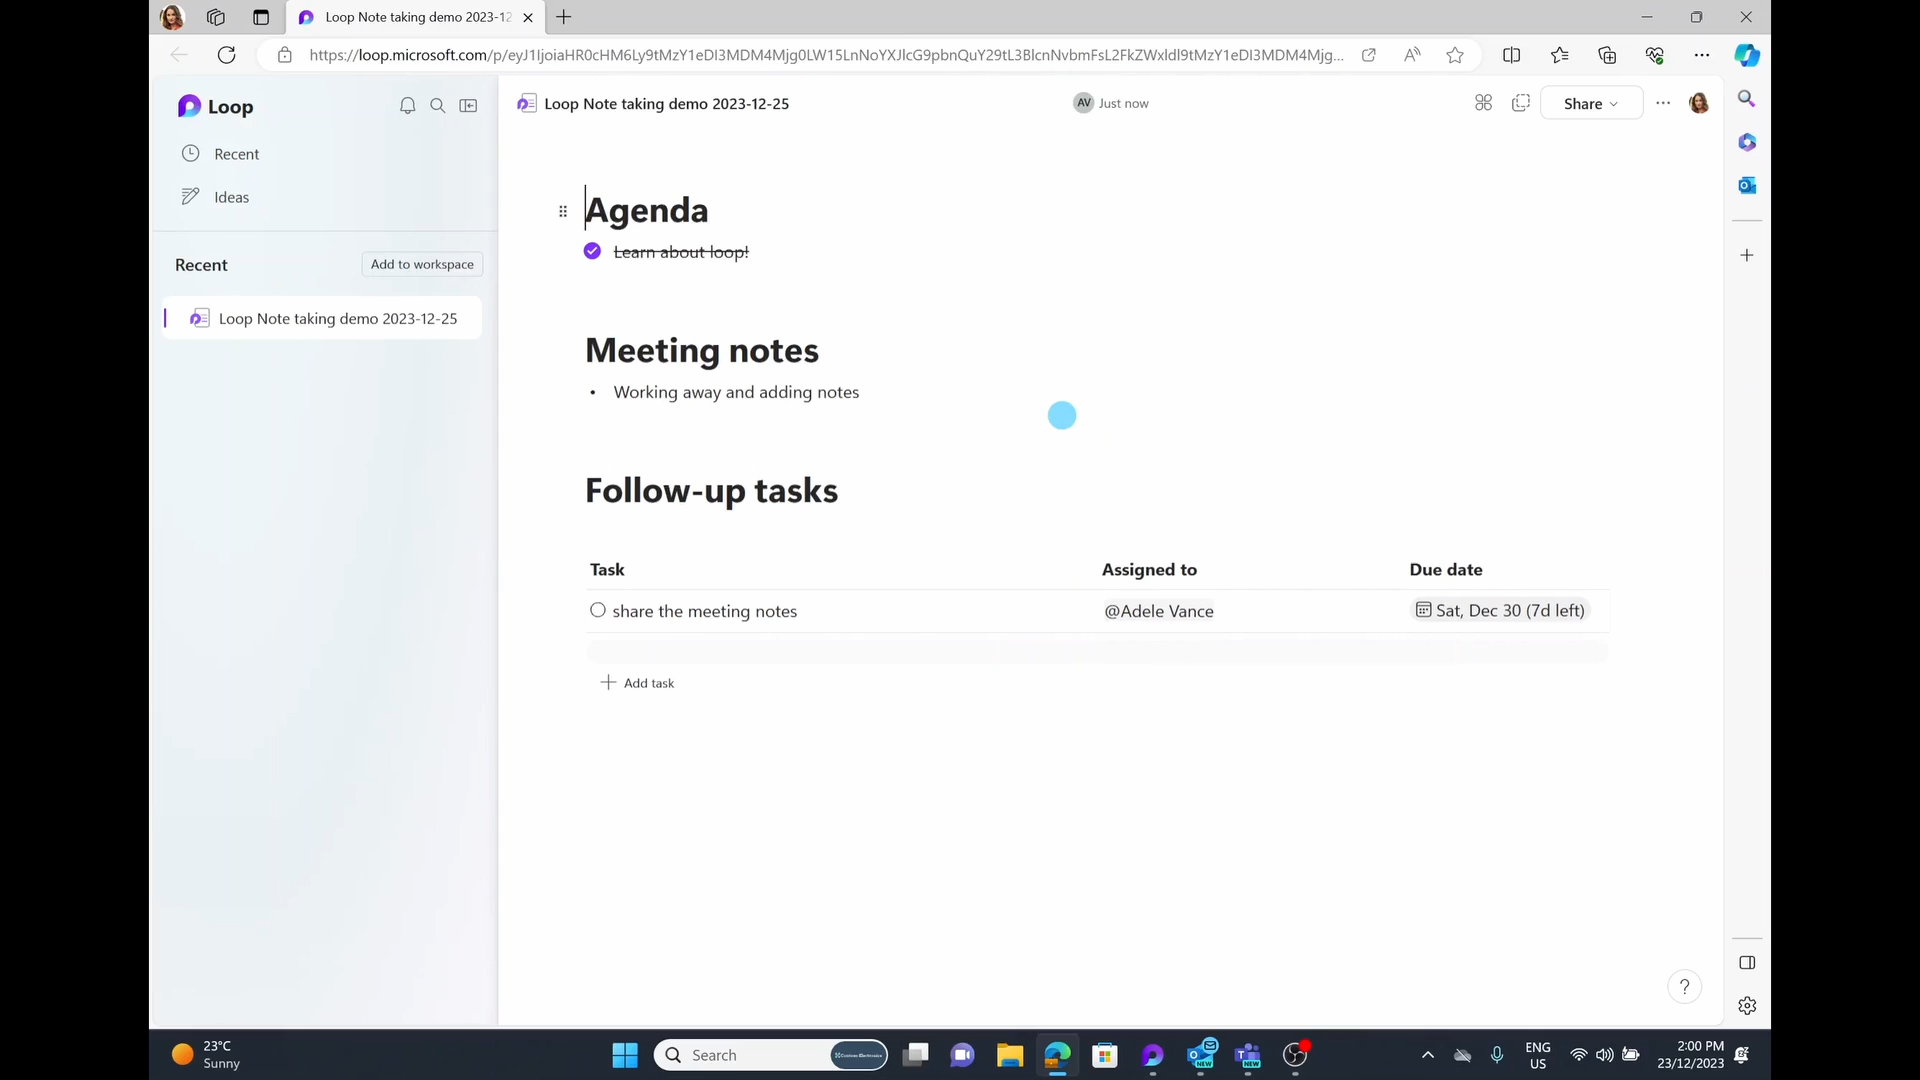 Loop Note taking demo 2023-12
https://loop.microsoft.com/p/eyJ1IjoiaHR0cHM6Ly9tMzY1eDI3MDM4Mjg0LW15LnNoYXJlcG9pbnQuY29tL3BlcnNvbmFsL2FkZWxldl9tMzY1eDI3MDM4Mjg...
Loop
Recent
Ideas
Recent
Add to workspace
Loop Note taking demo 2023-12-25
Loop Note taking demo 2023-12-25
AV Just now
Share
Agenda
Learn about loop!
Meeting notes
• Working away and adding notes
Follow-up tasks
Task Assigned to Due date
share the meeting notes @Adele Vance Sat, Dec 30 (7d left)
Add task
?
23°C
Sunny
Search
NEW
NEW
ENG
US
2:00 PM
23/12/2023